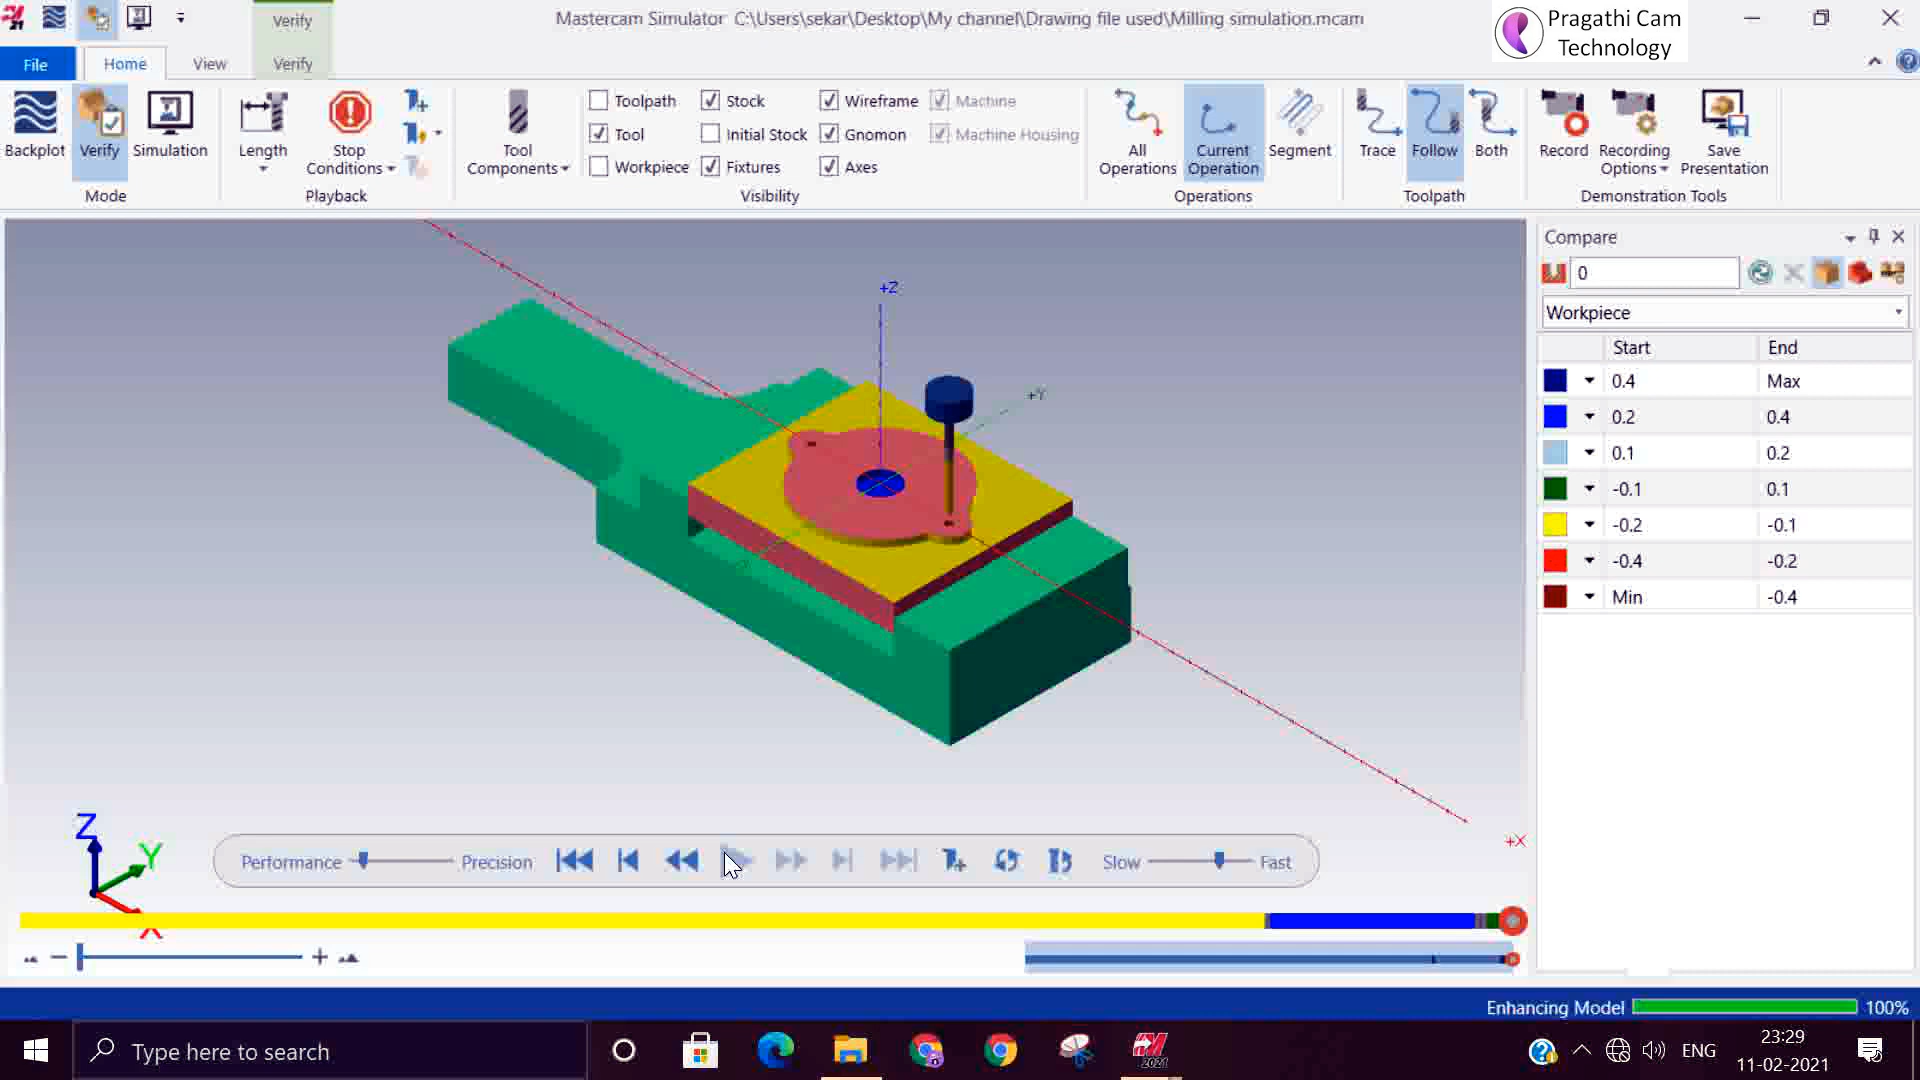 21
Verify
Mastercam Simulator C:\Users\sekar\Desktop\My channel\Drawing file used\Milling simulation.mcam
Pragathi Cam
Technology
File
Home
View
Verify
Backplot
Verify
Simulation
Mode
Length
Stop
Conditions
Playback
Tool
Components
Toolpath
Tool
Workpiece
Stock
Initial Stock
Fixtures
Wireframe
Gnomon
Axes
Machine
Machine Housing
Visibility
All
Operations
Current
Operation
Segment
Operations
Trace
Follow
Both
Toolpath
Record
Recording
Options
Save
Presentation
Demonstration Tools
Compare
0
Workpiece
Start End
0.4 Max
0.2 0.4
0.1 0.2
-0.1 0.1
-0.2 -0.1
-0.4 -0.2
Min -0.4
+Z
+Y
+X
Z
Y
X
Performance
Precision
Slow
Fast
Enhancing Model
100%
Type here to search
2021
ENG
23:29
11-02-2021